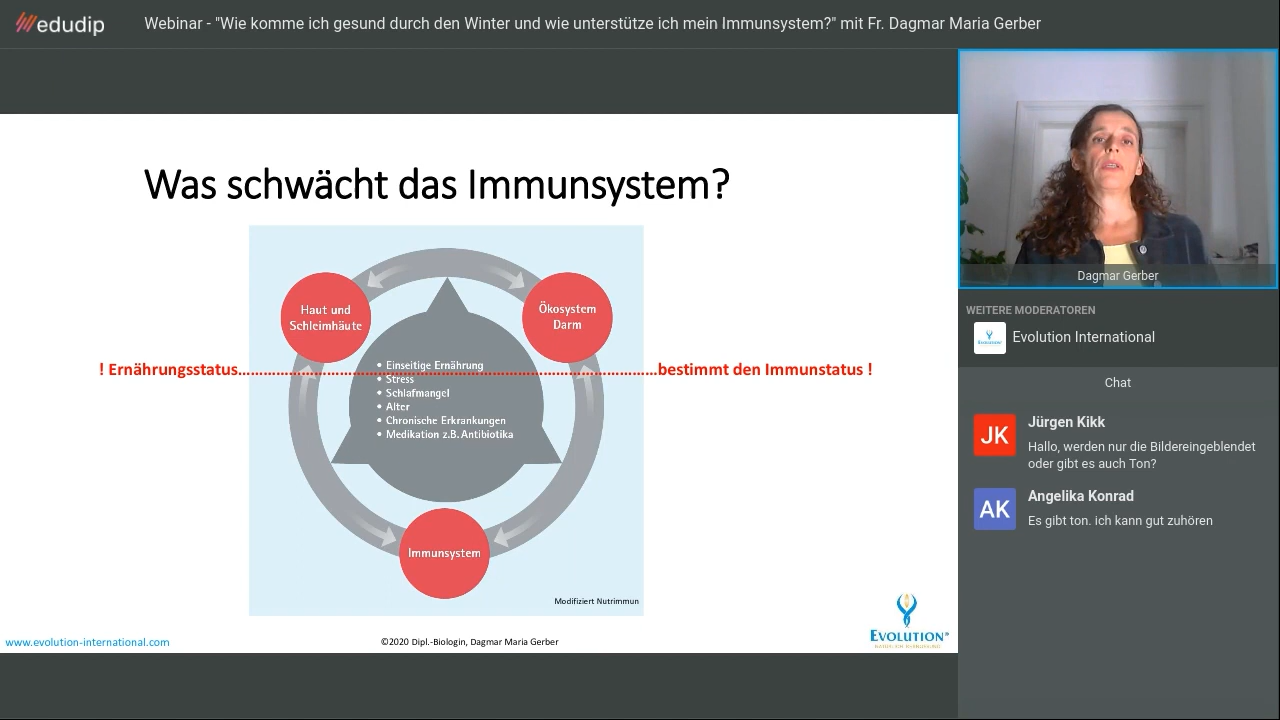 edudip
Webinar - "Wie komme ich gesund durch den Winter und wie unterstütze ich mein Immunsystem?" mit Fr. Dagmar Maria Gerber
Was schwächt das Immunsystem?
Haut und
Schleimhäute
Ökosystem
Darm
! Ernährungsstatus...........................................................................................bestimmt den Immunstatus !
• Einseitige Ernährung
• Stress
• Schlafmangel
• Alter
• Chronische Erkrankungen
• Medikation z.B. Antibiotika
Immunsystem
Modifiziert Nutrimmun
www.evolution-international.com
©2020 Dipl.-Biologin, Dagmar Maria Gerber
EVOLUTION®
Dagmar Gerber
WEITERE MODERATOREN
Evolution International
Chat
JK
Jürgen Kikk
Hallo, werden nur die Bildereingeblendet
oder gibt es auch Ton?
AK
Angelika Konrad
Es gibt ton. ich kann gut zuhören